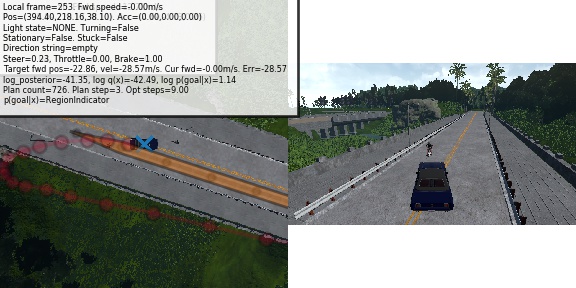 Local frame=253. Fwd speed=-0.00m/s
Pos=(394.40,218.16,38.10). Acc=(0.00,0.00,0.00)
Light state=NONE. Turning=False
Stationary=False. Stuck=False
Direction string=empty
Steer=0.23, Throttle=0.00, Brake=1.00
Target fwd pos=-22.86, vel=-28.57m/s. Cur fwd=-0.00m/s. Err=-28.57
log_posterior=-41.35, log q(x)=-42.49, log p(goal|x)=1.14
Plan count=726. Plan step=3. Opt steps=9.00
p(goal|x)=RegionIndicator